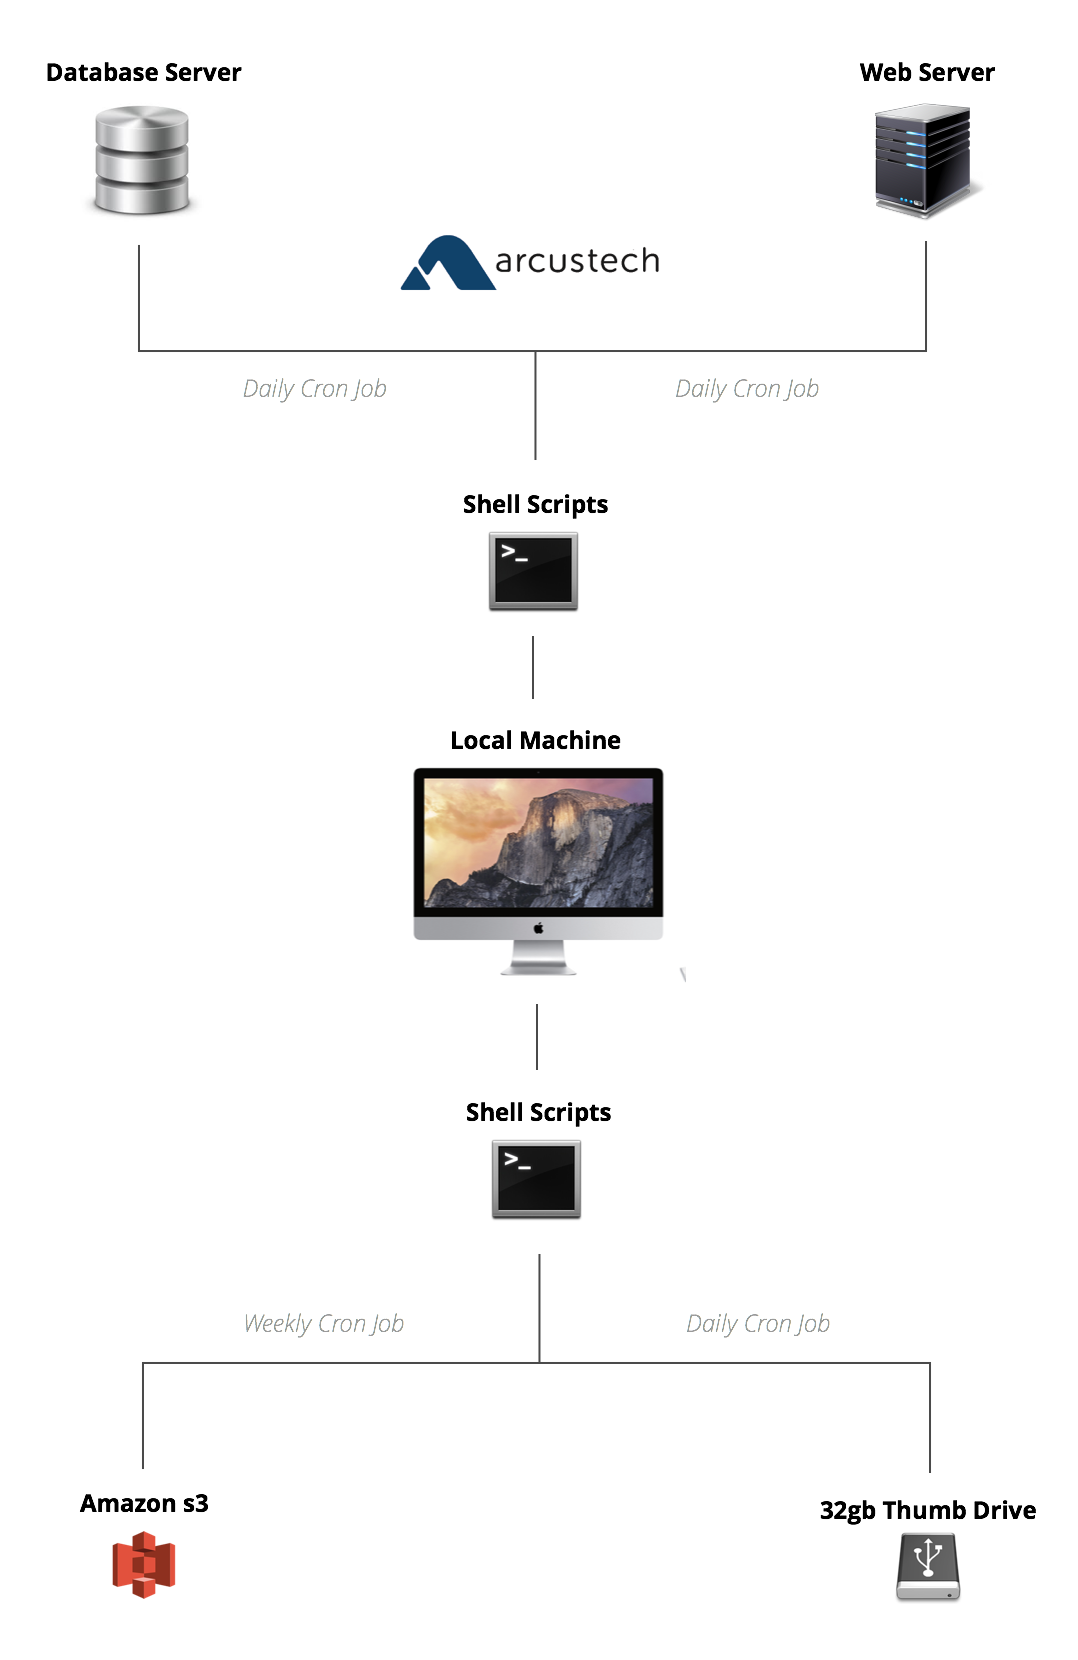 Database Server
Web Server
arcustech
Daily Cron Job
Daily Cron Job
Shell Scripts
>_
Local Machine
Shell Scripts
>_
Weekly Cron Job
Daily Cron Job
Amazon s3
32gb Thumb Drive